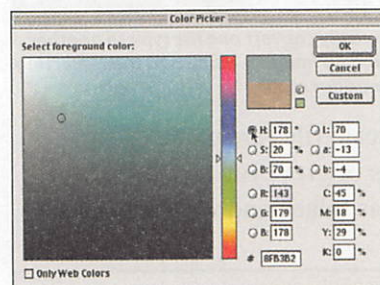 Color Picker
Select foreground color:
OK
Cancel
Custom
H: 178 ° L: 70
S: 20 % a: -13
B: 70 % b: -4
R: 143 C: 45 %
G: 179 M: 18 %
B: 178 Y: 29 %
# 8FB3B2 K: 0 %
Only Web Colors